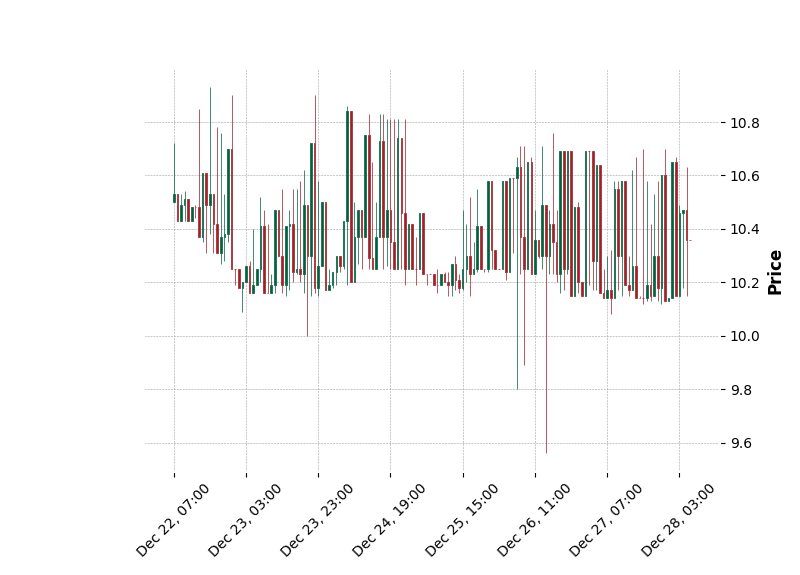 10.8
10.6
10.4
10.2
10.0
9.8
9.6
Price
Dec 22, 07:00
Dec 23, 03:00
Dec 23, 23:00
Dec 24, 19:00
Dec 25, 15:00
Dec 26, 11:00
Dec 27, 07:00
Dec 28, 03:00